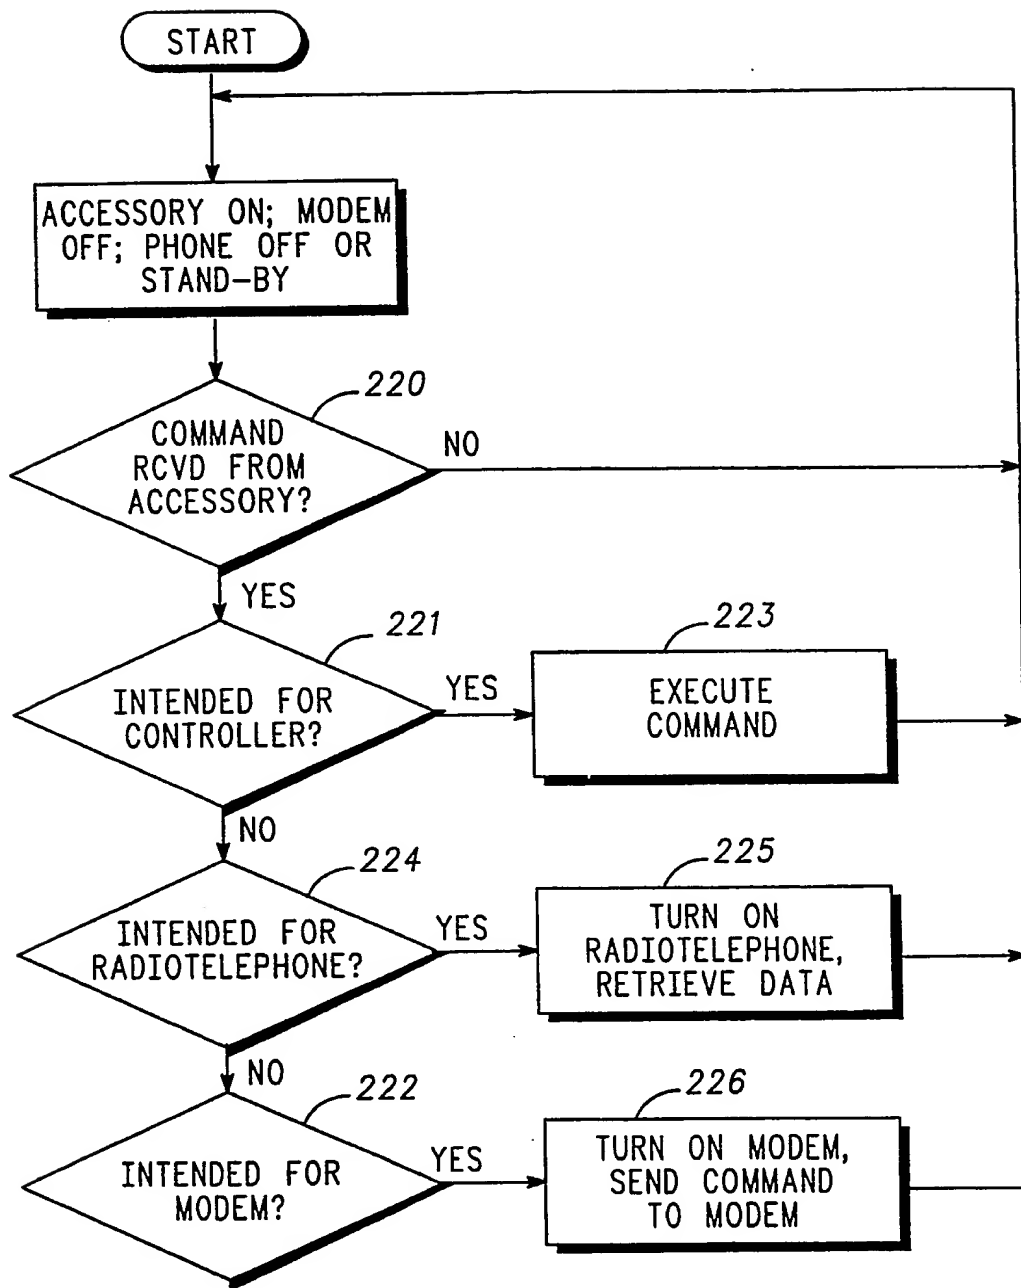 START
ACCESSORY ON; MODEM
OFF; PHONE OFF OR
STAND-BY
220
COMMAND
RCVD FROM
ACCESSORY?
NO
YES
221
INTENDED FOR
CONTROLLER?
YES
223
EXECUTE
COMMAND
NO
224
INTENDED FOR
RADIOTELEPHONE?
YES
225
TURN ON
RADIOTELEPHONE,
RETRIEVE DATA
NO
222
INTENDED FOR
MODEM?
YES
226
TURN ON MODEM,
SEND COMMAND
TO MODEM